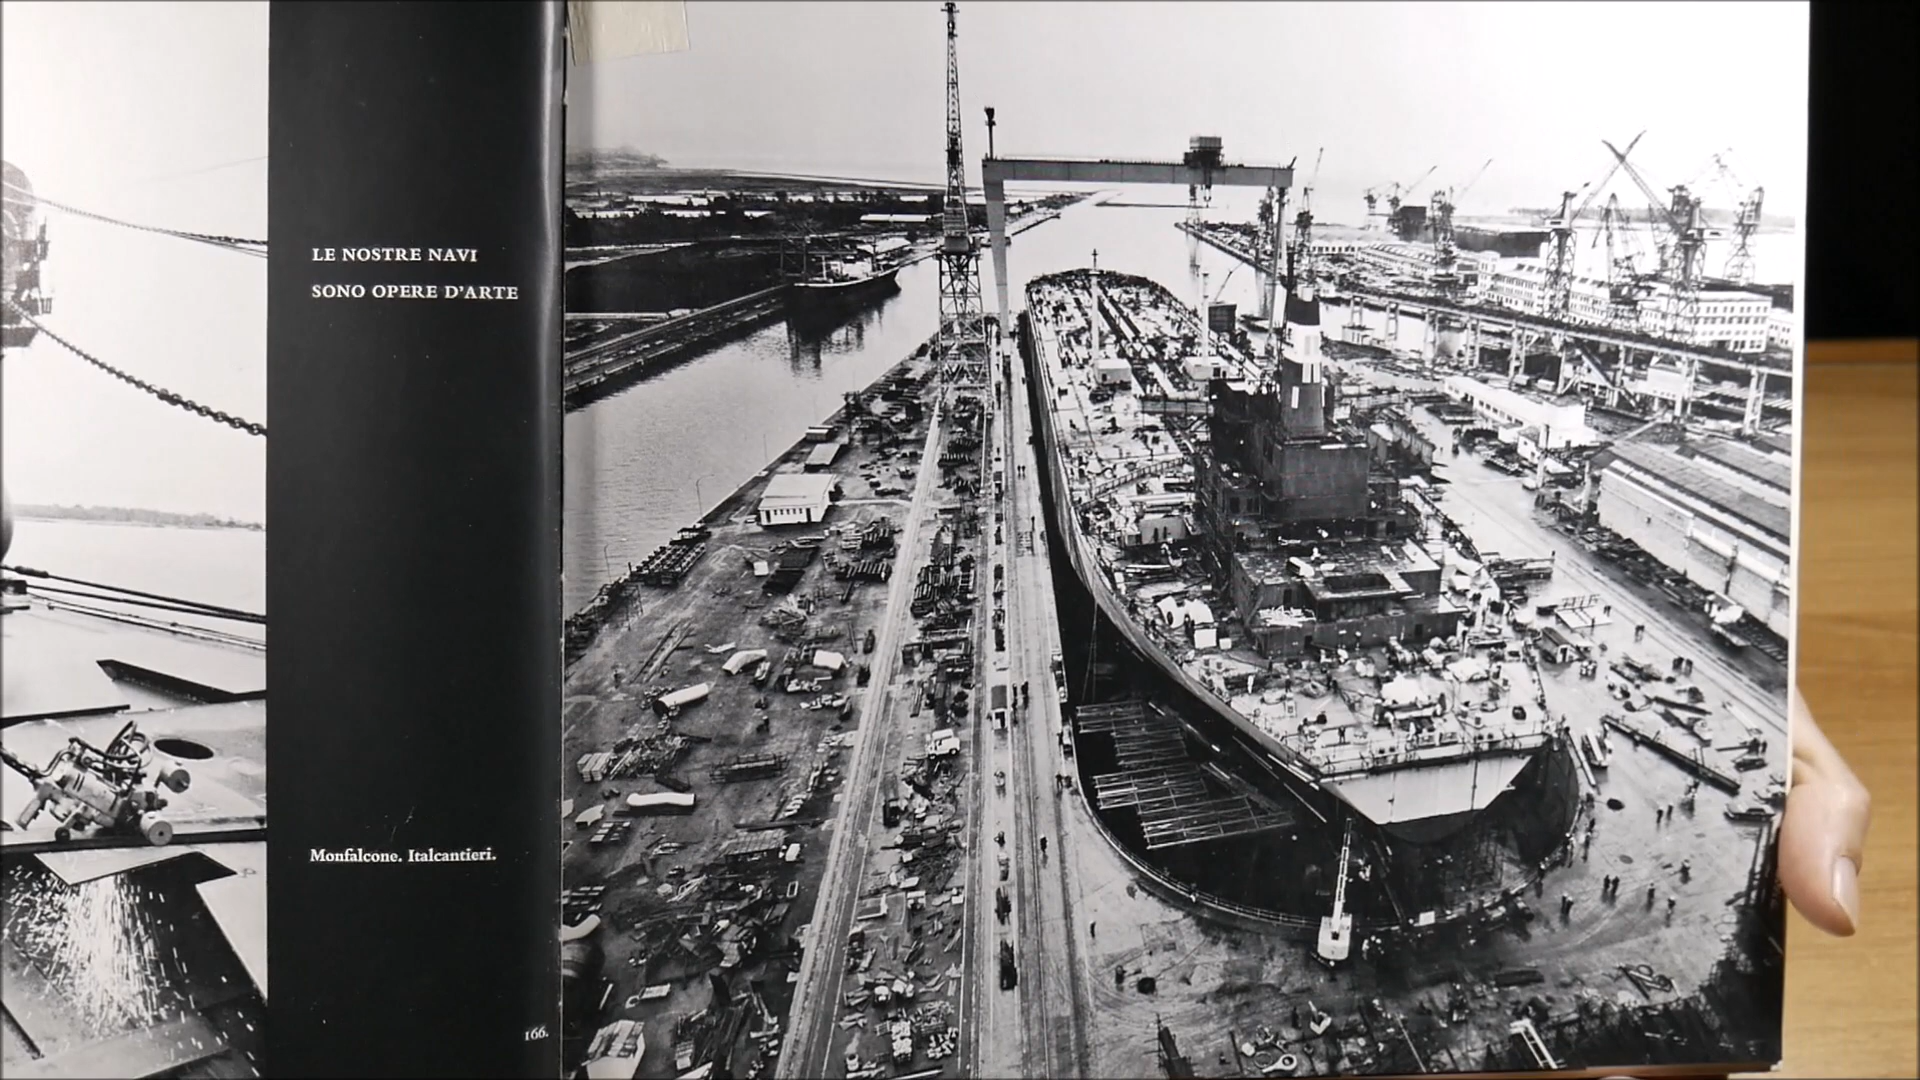 LE NOSTRE NAVI
SONO OPERE D'ARTE
Monfalcone. Italcantieri.
166.